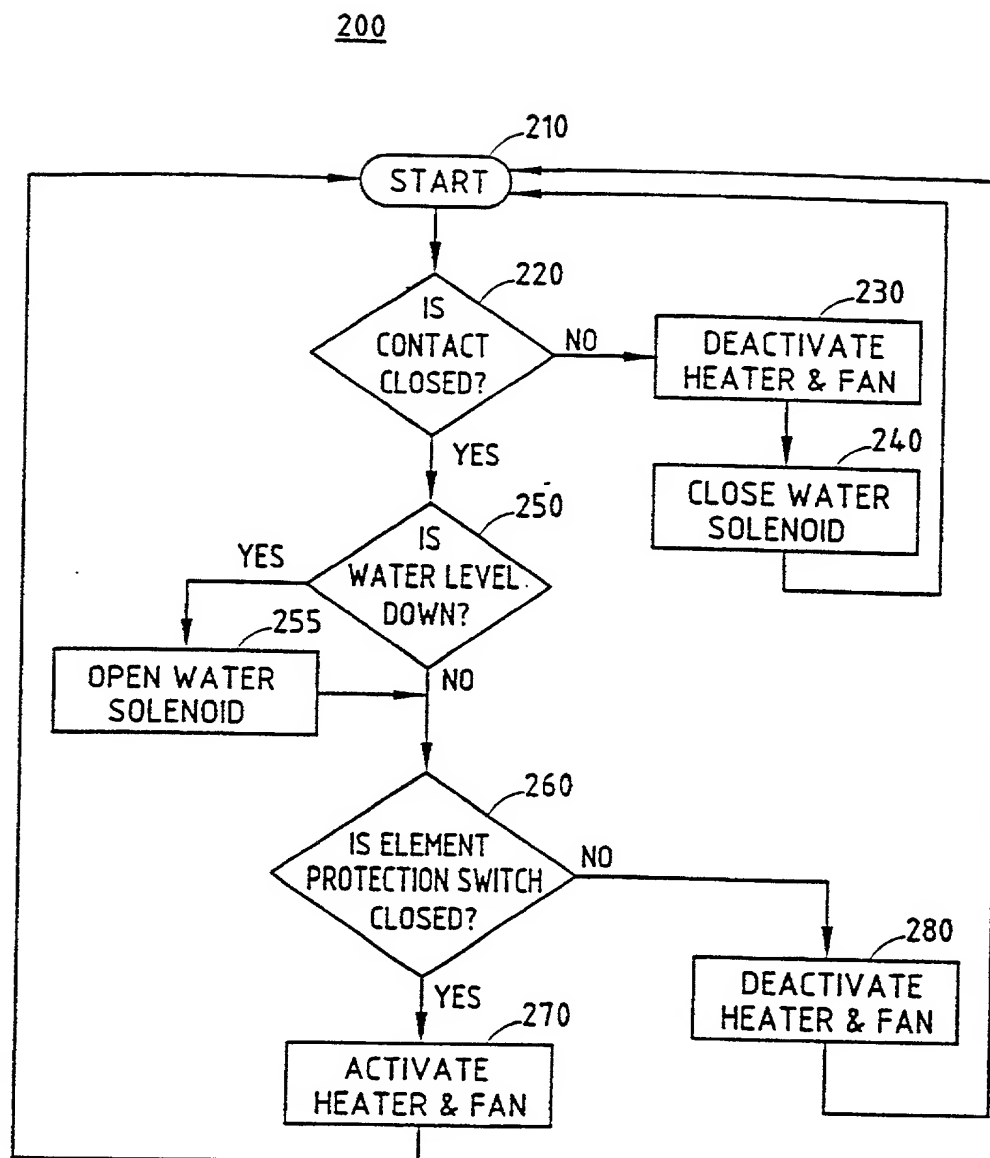 200
210
START
220
IS
CONTACT
CLOSED?
NO
230
DEACTIVATE
HEATER & FAN
YES
240
CLOSE WATER
SOLENOID
250
IS
WATER LEVEL
DOWN?
YES
255
OPEN WATER
SOLENOID
NO
260
IS ELEMENT
PROTECTION SWITCH
CLOSED?
NO
280
DEACTIVATE
HEATER & FAN
YES
270
ACTIVATE
HEATER & FAN